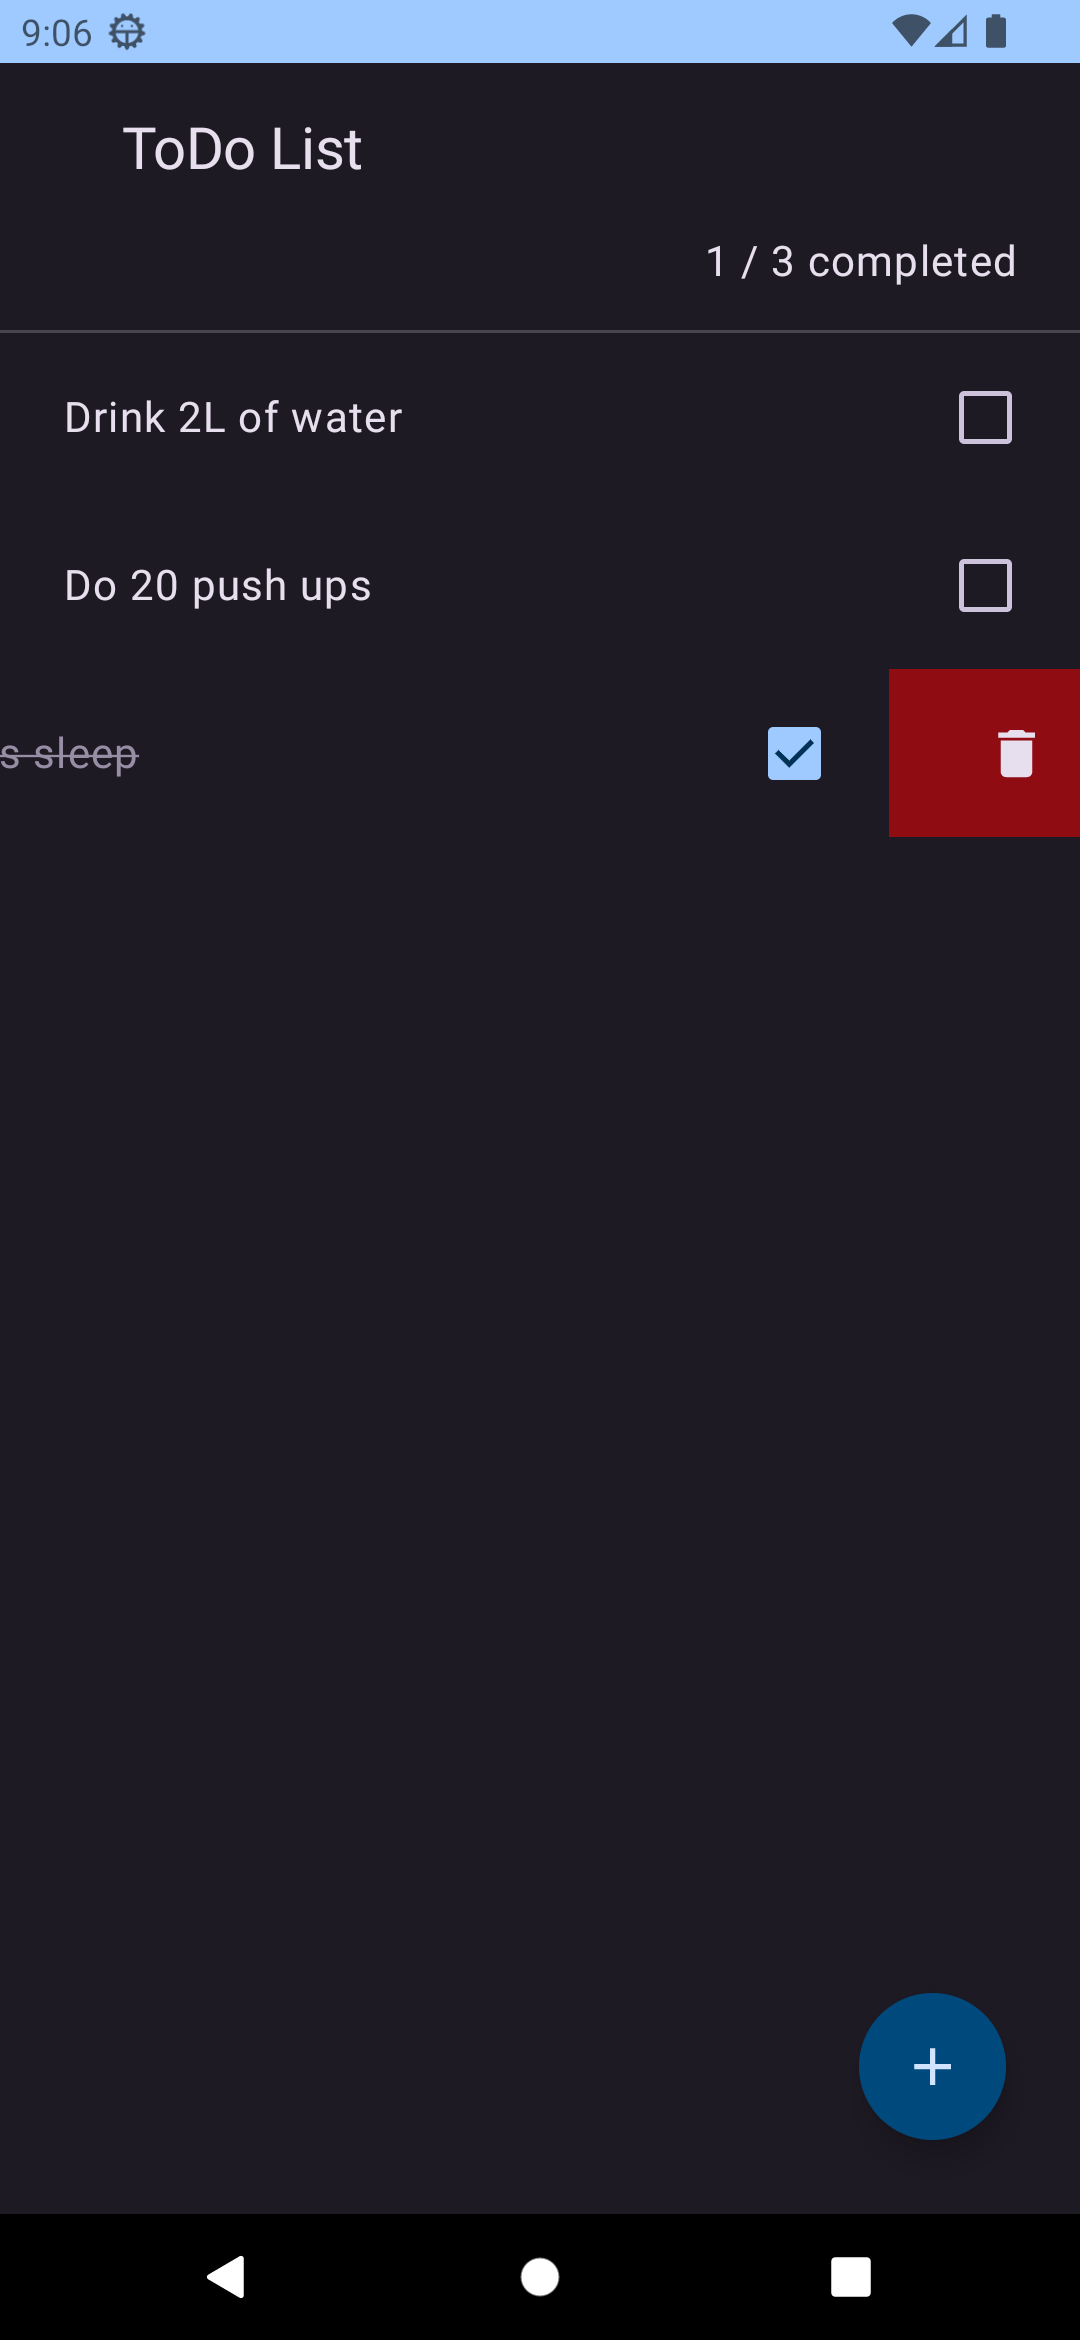 9:06
ToDo List
1 / 3 completed
Drink 2L of water
Do 20 push ups
s sleep